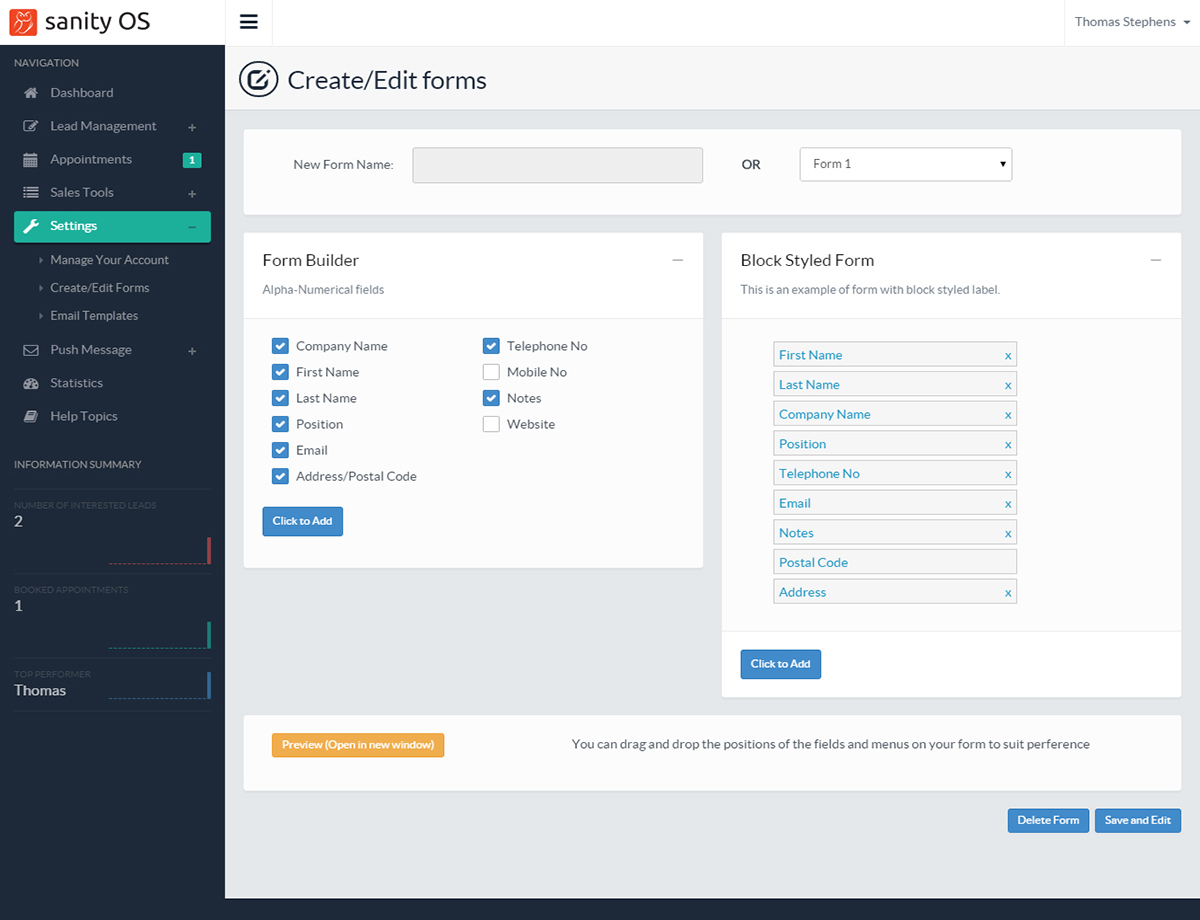 sanity OS
Thomas Stephens
NAVIGATION
Dashboard
Lead Management +
Appointments 1
Sales Tools +
Settings –
Manage Your Account
Create/Edit Forms
Email Templates
Push Message +
Statistics
Help Topics
INFORMATION SUMMARY
NUMBER OF INTERESTED LEADS
2
BOOKED APPOINTMENTS
1
TOP PERFORMER
Thomas
Create/Edit forms
New Form Name: OR Form 1
Form Builder
Alpha-Numerical fields
Company Name
First Name
Last Name
Position
Email
Address/Postal Code
Telephone No
Mobile No
Notes
Website
Click to Add
Block Styled Form
This is an example of form with block styled label.
First Name x
Last Name x
Company Name x
Position x
Telephone No x
Email x
Notes x
Postal Code
Address x
Click to Add
Preview (Open in new window)
You can drag and drop the positions of the fields and menus on your form to suit perference
Delete Form
Save and Edit